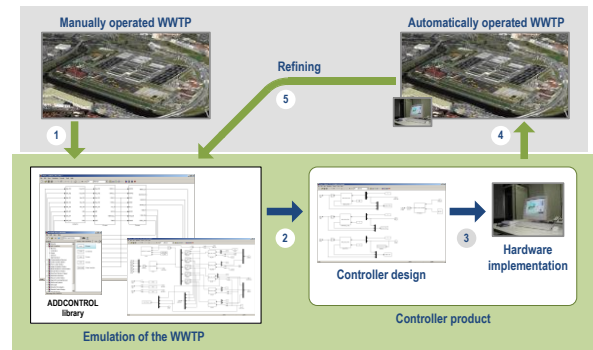 Manually operated WWTP
Automatically operated WWTP
Refining
5
1
4
2
3
Controller design
Hardware
implementation
ADDCONTROL
library
Emulation of the WWTP
Controller product